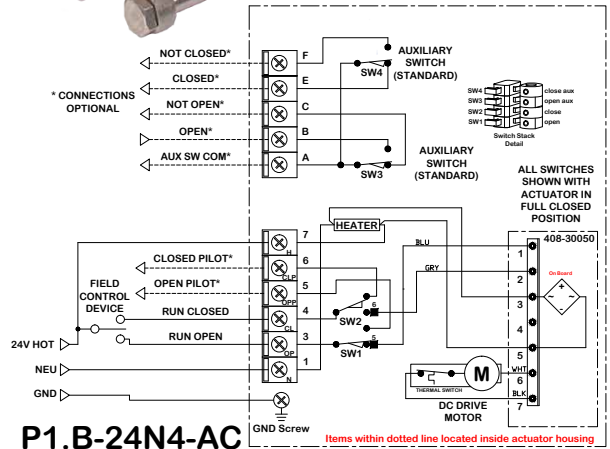 NOT CLOSED*
CLOSED*
* CONNECTIONS
OPTIONAL
NOT OPEN*
OPEN*
AUX SW COM*
F
E
C
B
A
SW4
AUXILIARY
SWITCH
(STANDARD)
SW3
AUXILIARY
SWITCH
(STANDARD)
SW4
SW3
SW2
SW1
close aux
open aux
close
open
Switch Stack
Detail
ALL SWITCHES
SHOWN WITH
ACTUATOR IN
FULL CLOSED
POSITION
408-30050
On Board
HEATER
BLU
GRY
7
H
CLOSED PILOT*
6
CLP
OPEN PILOT*
5
OPP
FIELD
CONTROL
DEVICE
RUN CLOSED
4
CL
RUN OPEN
3
OP
24V HOT
NEU
1
N
GND
GND Screw
6
SW2
5
SW1
1
2
3
4
5
6
7
WHT
BLK
THERMAL SWITCH
M
DC DRIVE
MOTOR
+
~
~
−
P1.B-24N4-AC
Items within dotted line located inside actuator housing